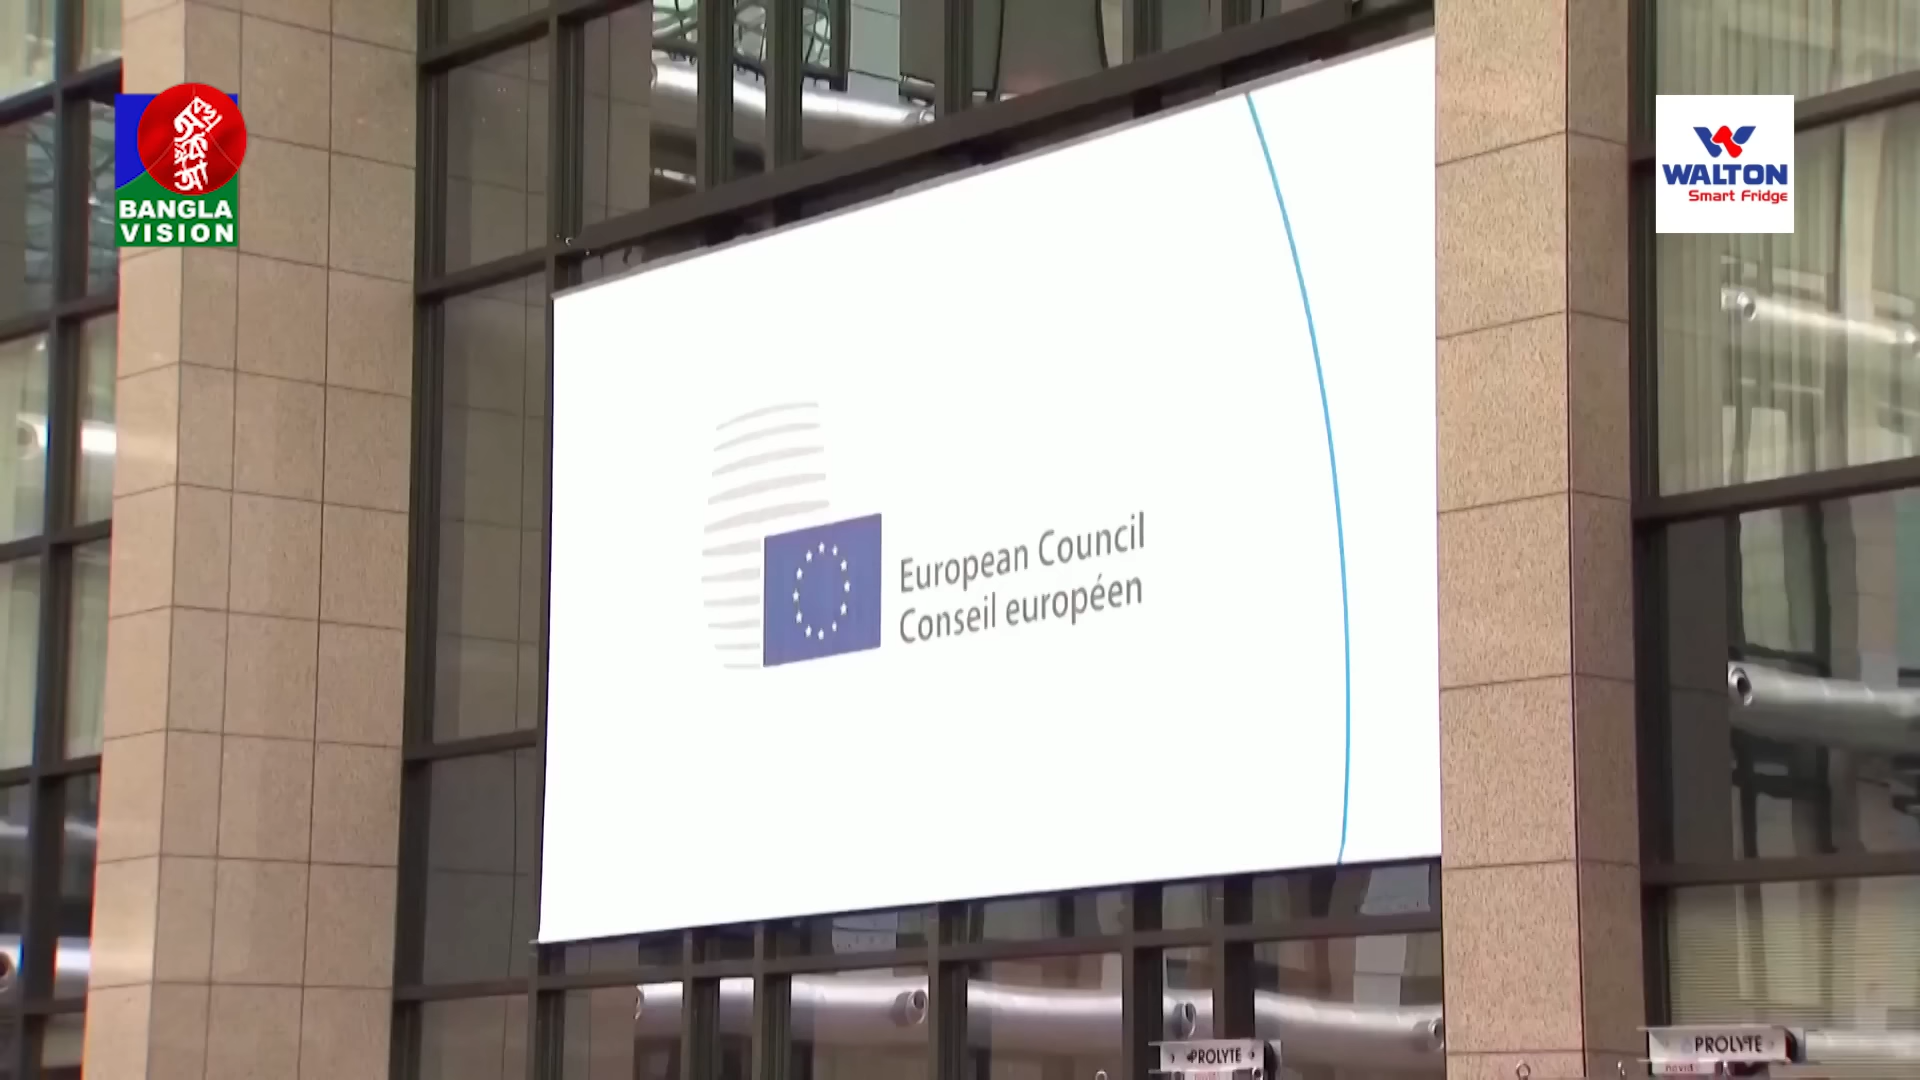 BANGLA
VISION
WALTON
Smart Fridge
European Council
Conseil européen
PROLYTE
PROLYTE